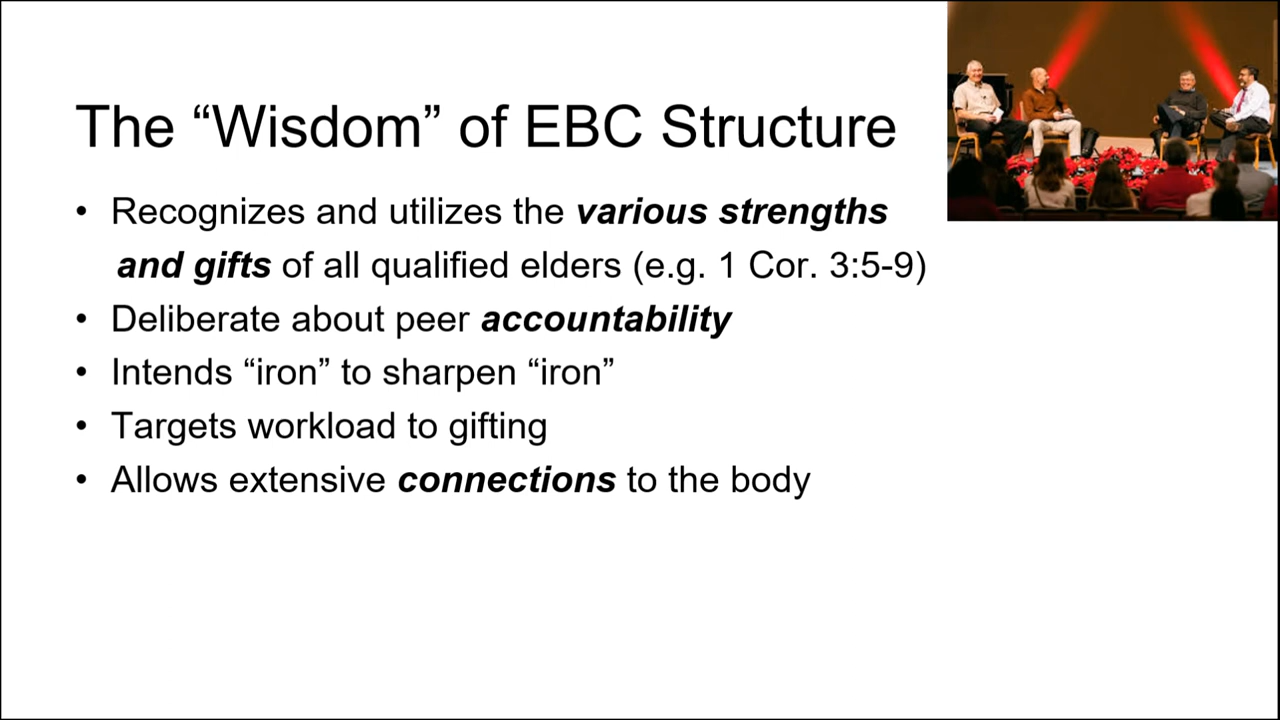 The “Wisdom” of EBC Structure
• Recognizes and utilizes the various strengths
and gifts of all qualified elders (e.g. 1 Cor. 3:5-9)
• Deliberate about peer accountability
• Intends “iron” to sharpen “iron”
• Targets workload to gifting
• Allows extensive connections to the body